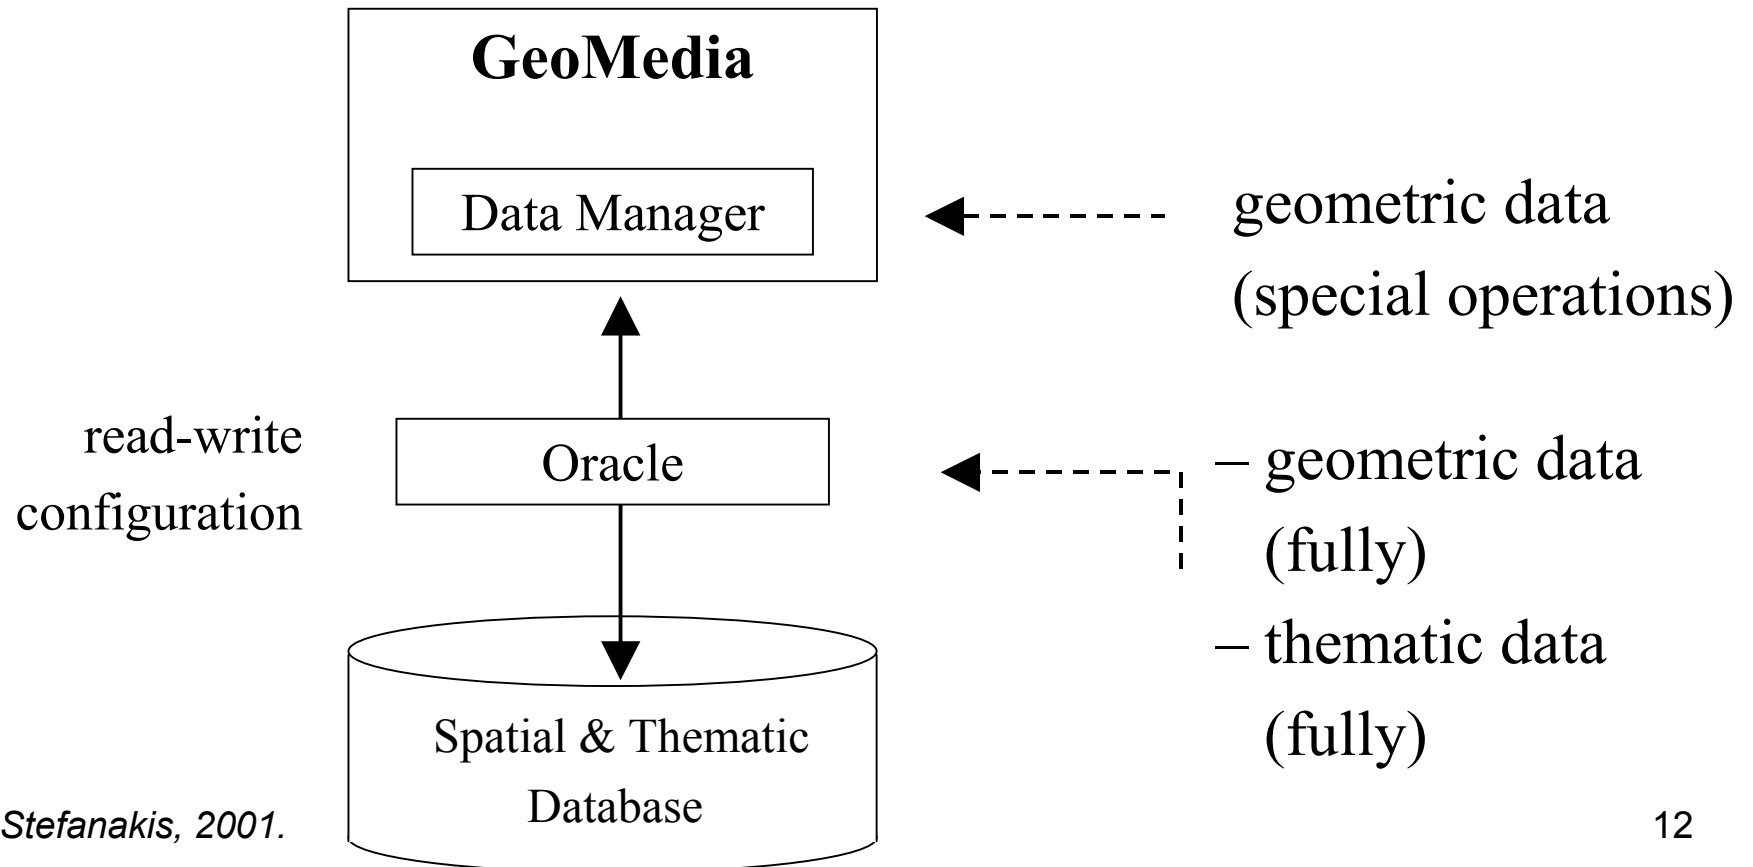 GeoMedia
Data Manager
geometric data
(special operations)
read-write
configuration
Oracle
– geometric data
(fully)
– thematic data
(fully)
Spatial & Thematic
Database
Stefanakis, 2001.
12